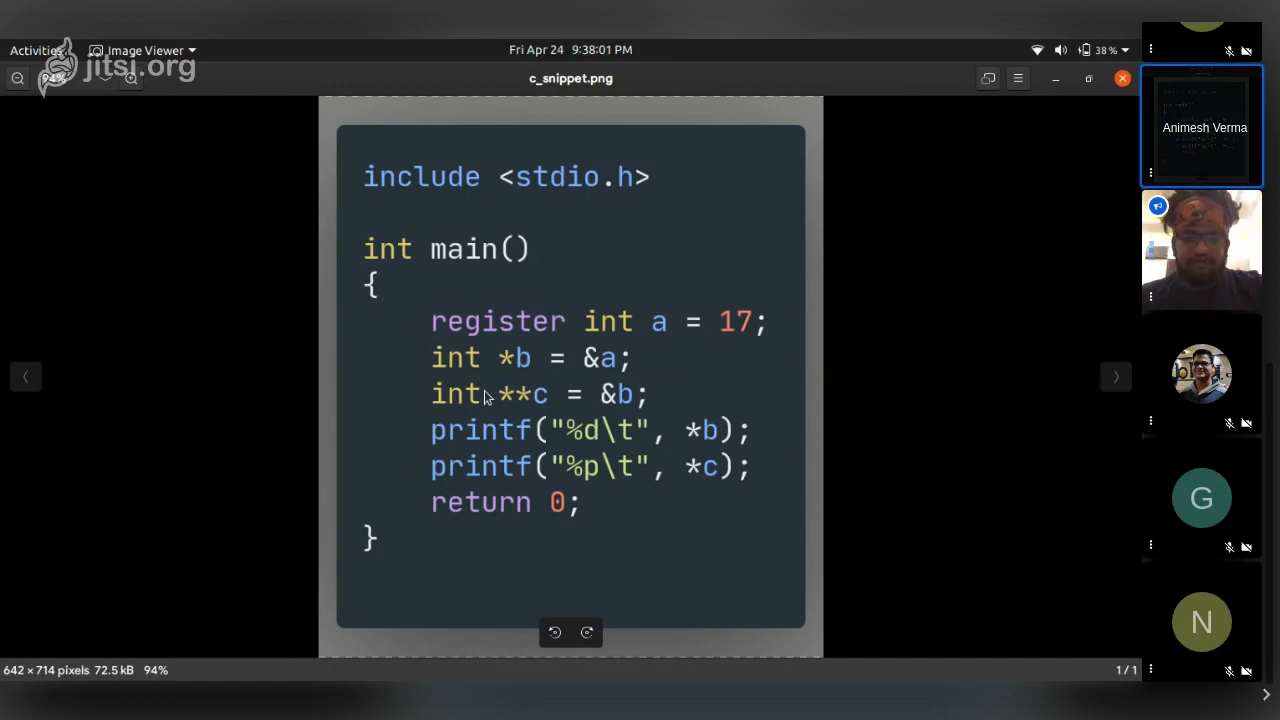 Activities
Image Viewer
Fri Apr 24 9:38:01 PM
38 %
jitsi.org
94%
c_snippet.png
include <stdio.h>
int main()
{
register int a = 17;
int *b = &a;
int **c = &b;
printf("%d\t", *b);
printf("%p\t", *c);
return 0;
}
Animesh Verma
G
N
642 × 714 pixels 72.5 kB 94%
1 / 1